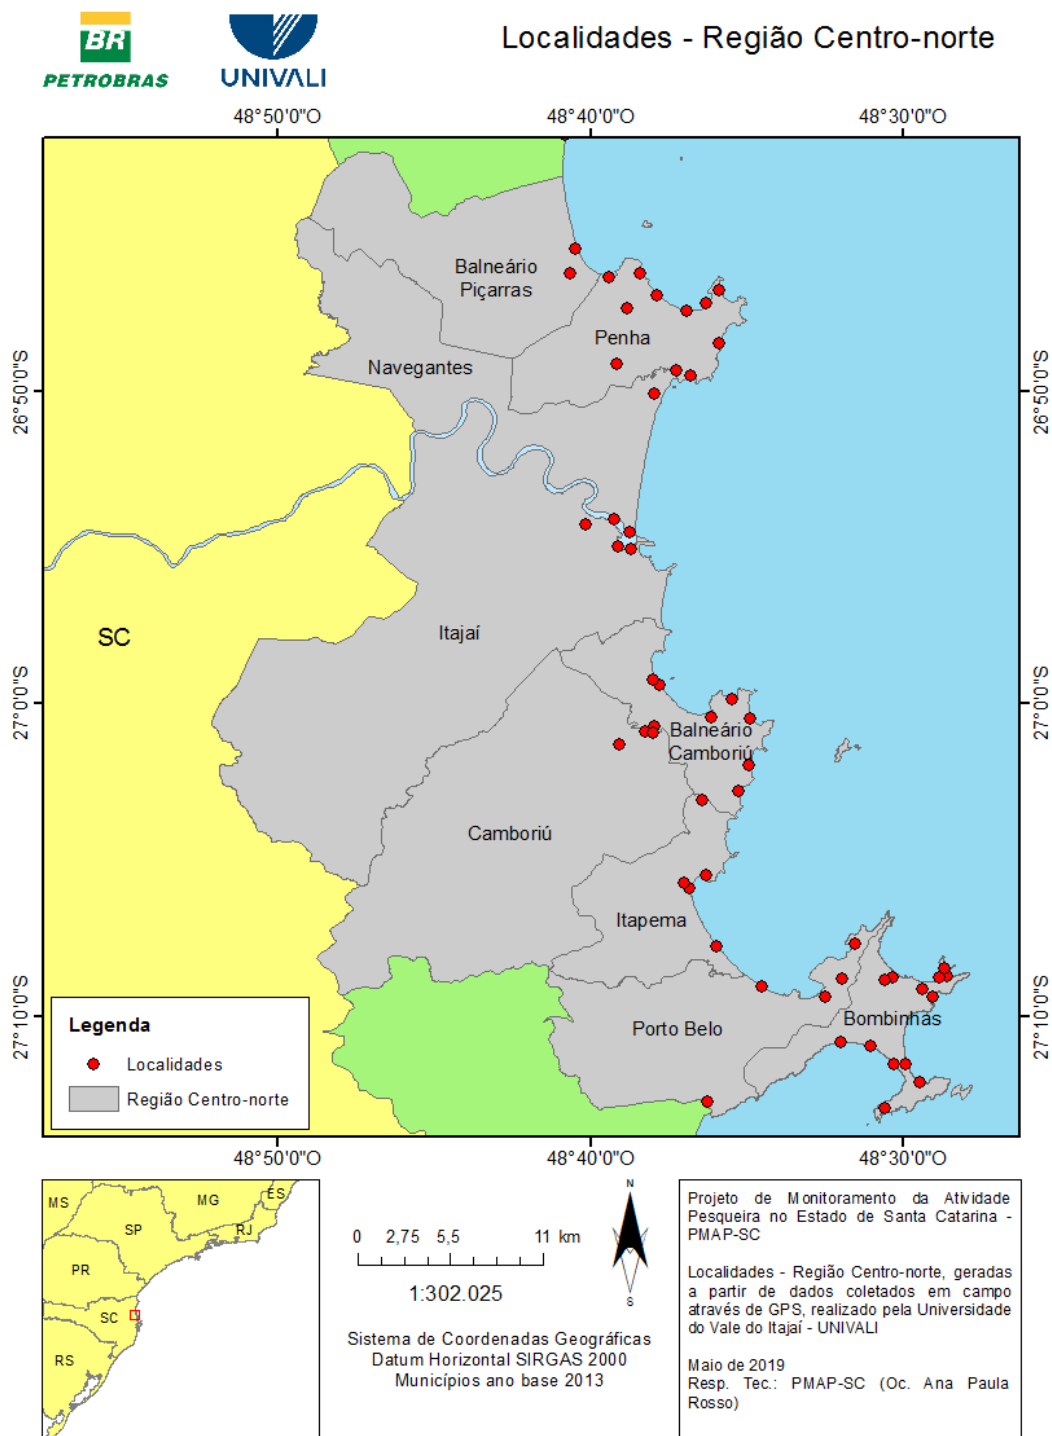 BR
PETROBRAS
UNIVALI
Localidades - Região Centro-norte
48°50'0"O
48°40'0"O
48°30'0"O
26°50'0"S
26°50'0"S
27°0'0"S
27°0'0"S
27°10'0"S
27°10'0"S
Balneário
Piçarras
Penha
Navegantes
SC
Itajaí
Balneário
Camboriú
Camboriú
Itapema
Porto Belo
Bombinhas
Legenda
Localidades
Região Centro-norte
48°50'0"O
48°40'0"O
48°30'0"O
MS
MG
ES
SP
RJ
PR
SC
RS
0 2,75 5,5 11 km
1:302.025
Sistema de Coordenadas Geográficas
Datum Horizontal SIRGAS 2000
Municípios ano base 2013
N
S
Projeto de Monitoramento da Atividade
Pesqueira no Estado de Santa Catarina -
PMAP-SC
Localidades - Região Centro-norte, geradas
a partir de dados coletados em campo
através de GPS, realizado pela Universidade
do Vale do Itajaí - UNIVALI
Maio de 2019
Resp. Tec.: PMAP-SC (Oc. Ana Paula
Rosso)